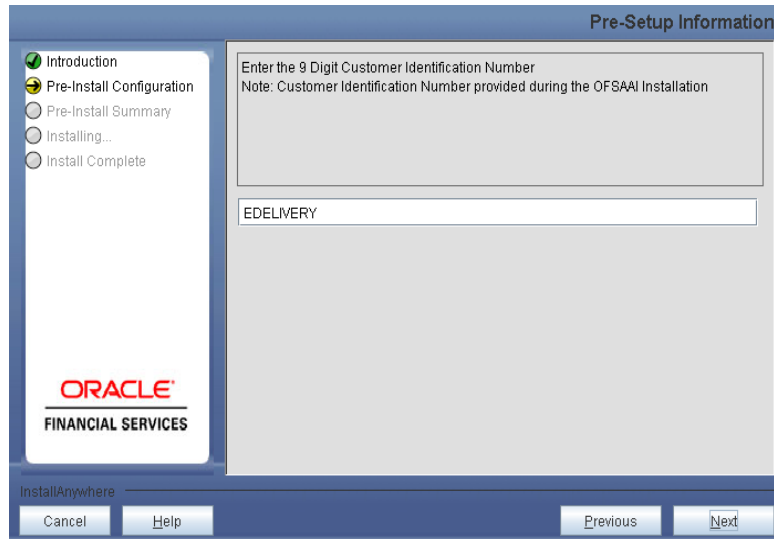 Pre-Setup Information
Introduction
Pre-Install Configuration
Pre-Install Summary
Installing...
Install Complete
Enter the 9 Digit Customer Identification Number
Note: Customer Identification Number provided during the OFSAAI Installation
EDELIVERY
ORACLE
FINANCIAL SERVICES
InstallAnywhere
Cancel
Help
Previous
Next